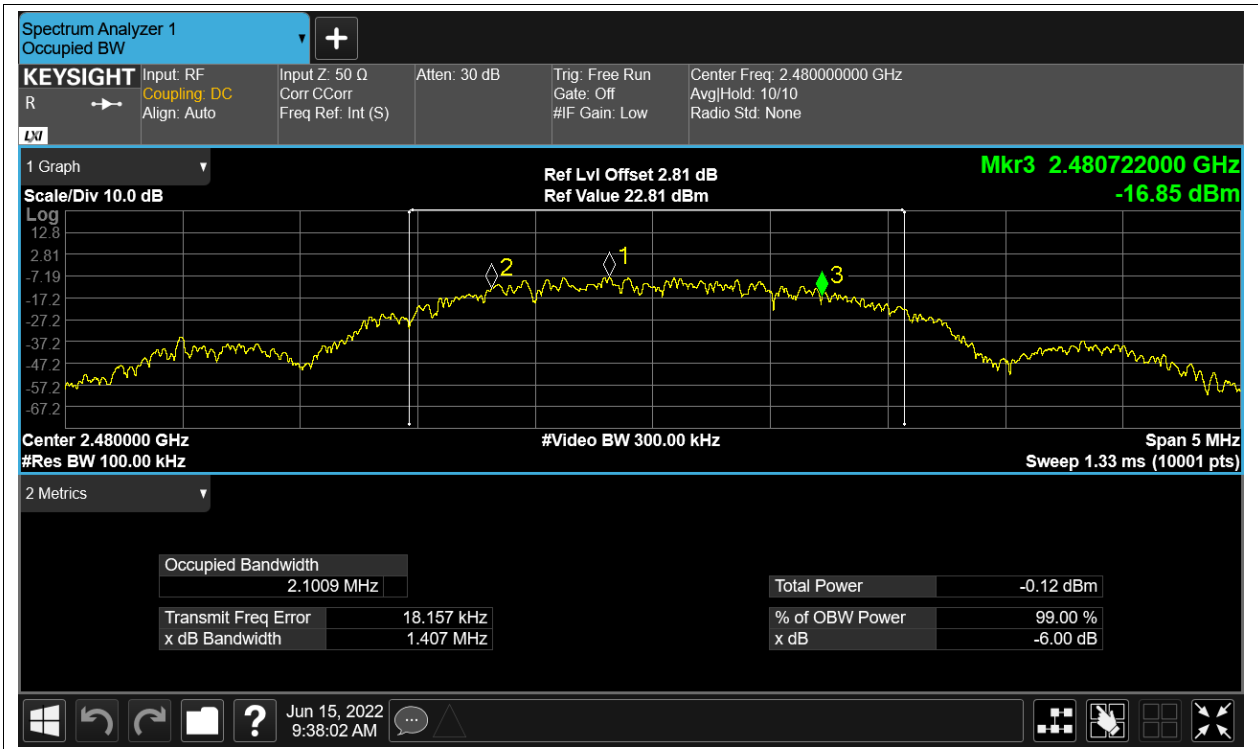 Spectrum Analyzer 1
Occupied BW
KEYSIGHT
R
LXI
Input: RF
Coupling: DC
Align: Auto
Input Z: 50 Ω
Corr CCorr
Freq Ref: Int (S)
Atten: 30 dB
Trig: Free Run
Gate: Off
#IF Gain: Low
Center Freq: 2.480000000 GHz
Avg|Hold: 10/10
Radio Std: None
1 Graph
Scale/Div 10.0 dB
Ref Lvl Offset 2.81 dB
Ref Value 22.81 dBm
Mkr3 2.480722000 GHz
-16.85 dBm
Log
12.8
2.81
-7.19
-17.2
-27.2
-37.2
-47.2
-57.2
-67.2
2
1
3
Center 2.480000 GHz
#Res BW 100.00 kHz
#Video BW 300.00 kHz
Span 5 MHz
Sweep 1.33 ms (10001 pts)
2 Metrics
Occupied Bandwidth
2.1009 MHz
Transmit Freq Error 18.157 kHz
x dB Bandwidth 1.407 MHz
Total Power -0.12 dBm
% of OBW Power 99.00 %
x dB -6.00 dB
Jun 15, 2022
9:38:02 AM